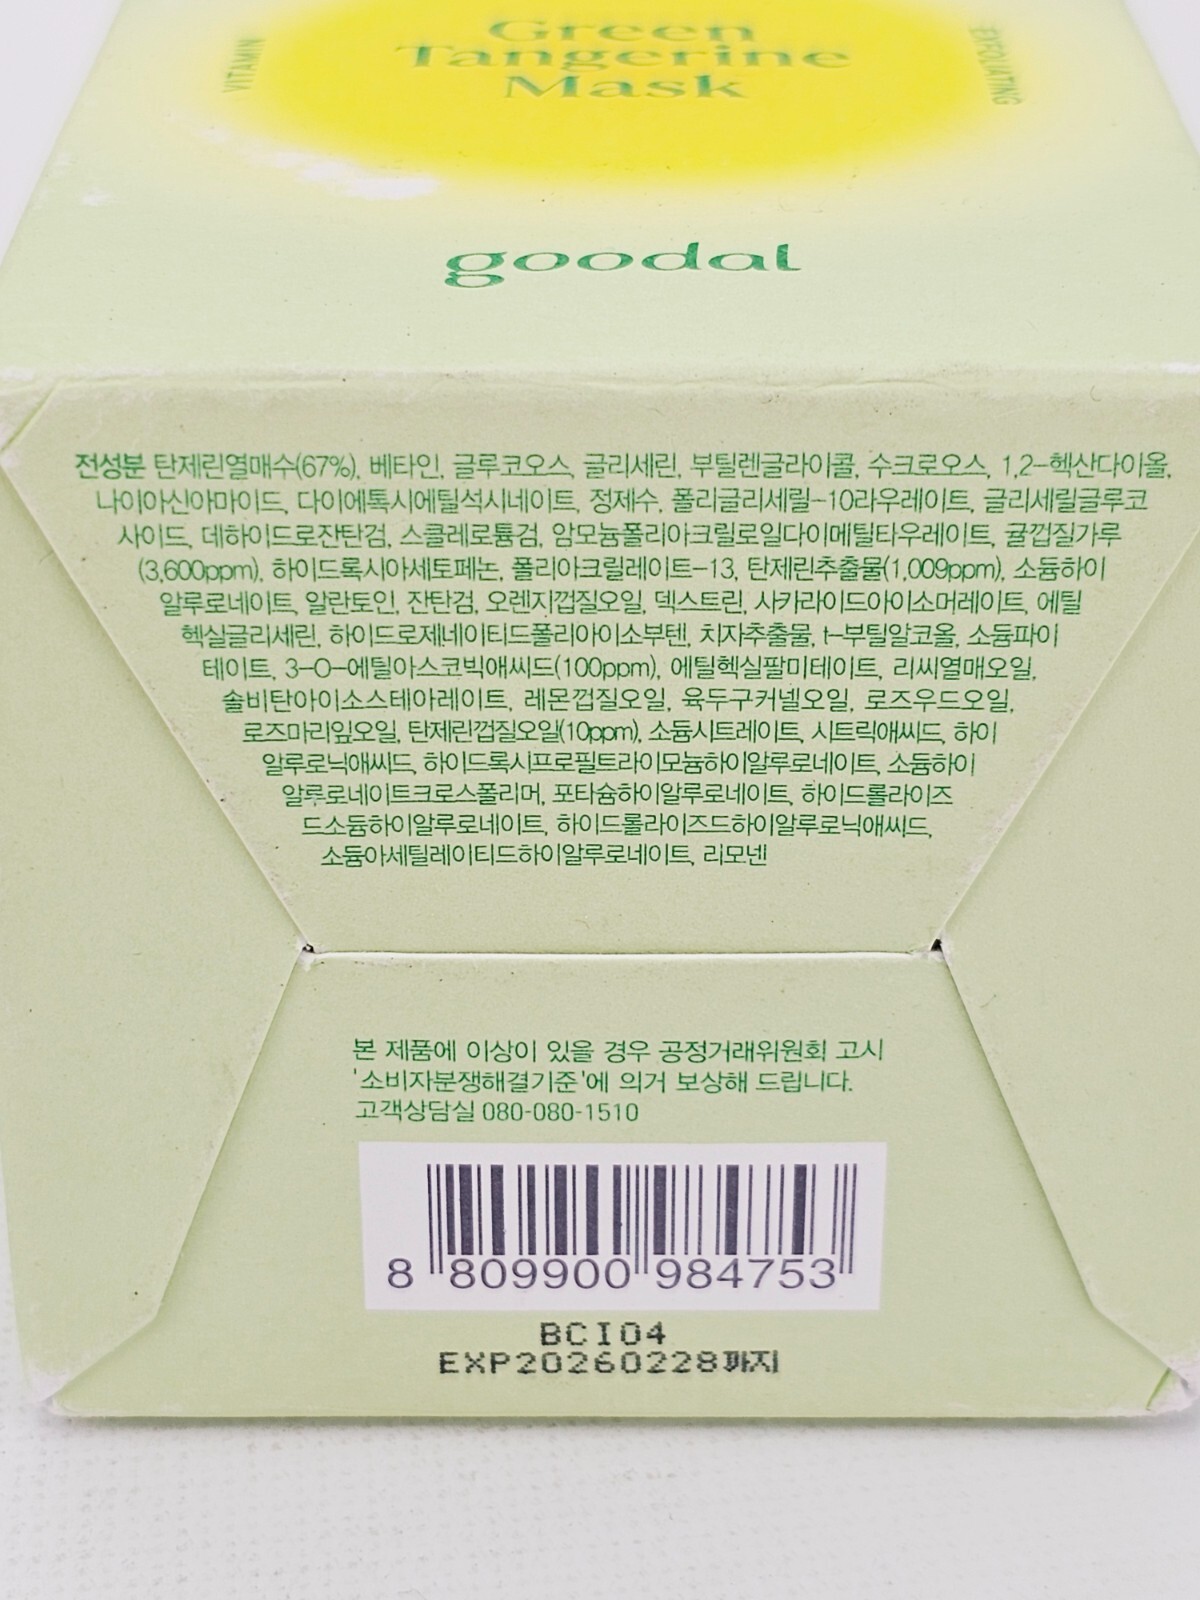 Green
Tangerine
Mask
VITAMIN
EXFOLIATING
goodal
전성분 탄제린열매수(67%), 베타인, 글루코오스, 글리세린, 부틸렌글라이콜, 수크로오스, 1,2-헥산다이올,
나이아신아마이드, 다이에톡시에틸석시네이트, 정제수, 폴리글리세릴-10라우레이트, 글리세릴글루코
사이드, 데하이드로잔탄검, 스클레로튬검, 암모늄폴리아크릴로일다이메틸타우레이트, 귤껍질가루
(3,600ppm), 하이드록시아세토페논, 폴리아크릴레이트-13, 탄제린추출물(1,009ppm), 소듐하이
알루로네이트, 알란토인, 잔탄검, 오렌지껍질오일, 덱스트린, 사카라이드아이소머레이트, 에틸
헥실글리세린, 하이드로제네이티드폴리아이소부텐, 치자추출물, t-부틸알코올, 소듐파이
테이트, 3-O-에틸아스코빅애씨드(100ppm), 에틸헥실팔미테이트, 리씨열매오일,
솔비탄아이소스테아레이트, 레몬껍질오일, 육두구커넬오일, 로즈우드오일,
로즈마리잎오일, 탄제린껍질오일(10ppm), 소듐시트레이트, 시트릭애씨드, 하이
알루로닉애씨드, 하이드록시프로필트라이모늄하이알루로네이트, 소듐하이
알루로네이트크로스폴리머, 포타슘하이알루로네이트, 하이드롤라이즈
드소듐하이알루로네이트, 하이드롤라이즈드하이알루로닉애씨드,
소듐아세틸레이티드하이알루로네이트, 리모넨
본 제품에 이상이 있을 경우 공정거래위원회 고시
'소비자분쟁해결기준'에 의거 보상해 드립니다.
고객상담실 080-080-1510
8 809900 984753
BCI04
EXP20260228까지